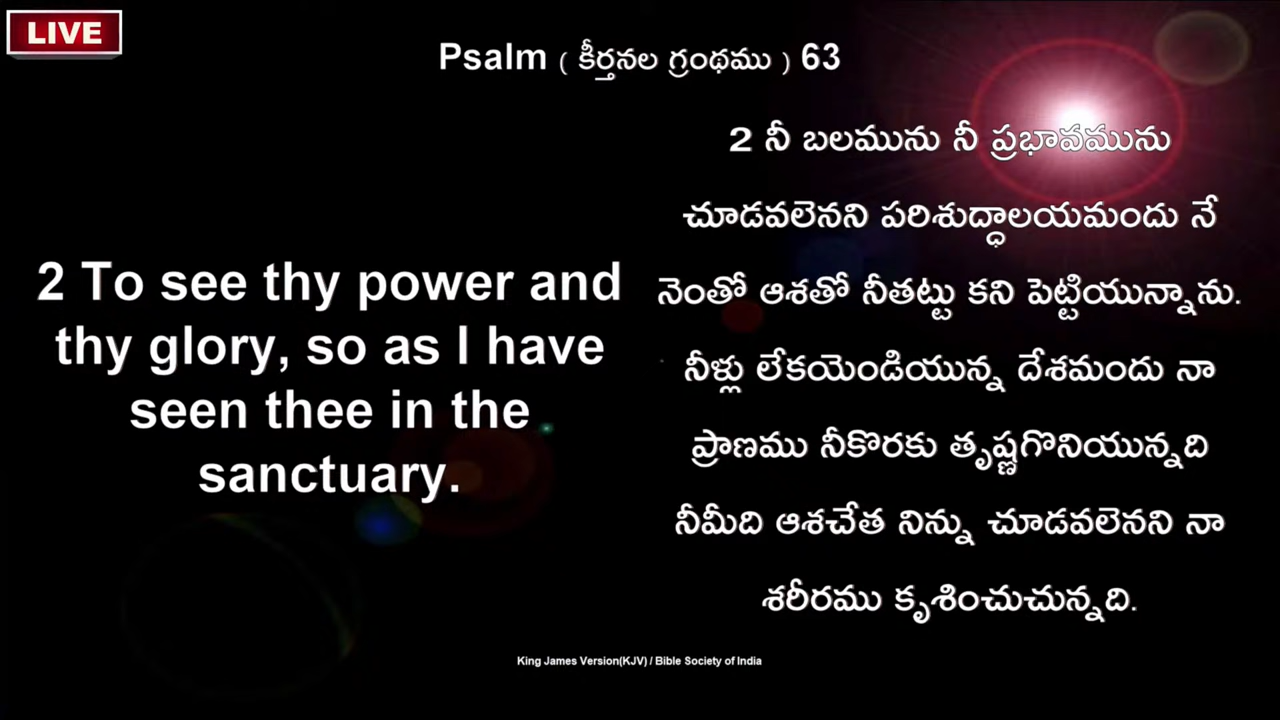 LIVE
Psalm ( కీర్తనల గ్రంథము ) 63
2 To see thy power and
thy glory, so as I have
seen thee in the
sanctuary.
2 నీ బలమును నీ ప్రభావమును
చూడవలెనని పరిశుద్ధాలయమందు నే
నెంతో ఆశతో నీతట్టు కని పెట్టియున్నాను.
నీళ్లు లేకయెండియున్న దేశమందు నా
ప్రాణము నీకొరకు తృష్ణగొనియున్నది
నీమీది ఆశచేత నిన్ను చూడవలెనని నా
శరీరము కృశించుచున్నది.
King James Version(KJV) / Bible Society of India